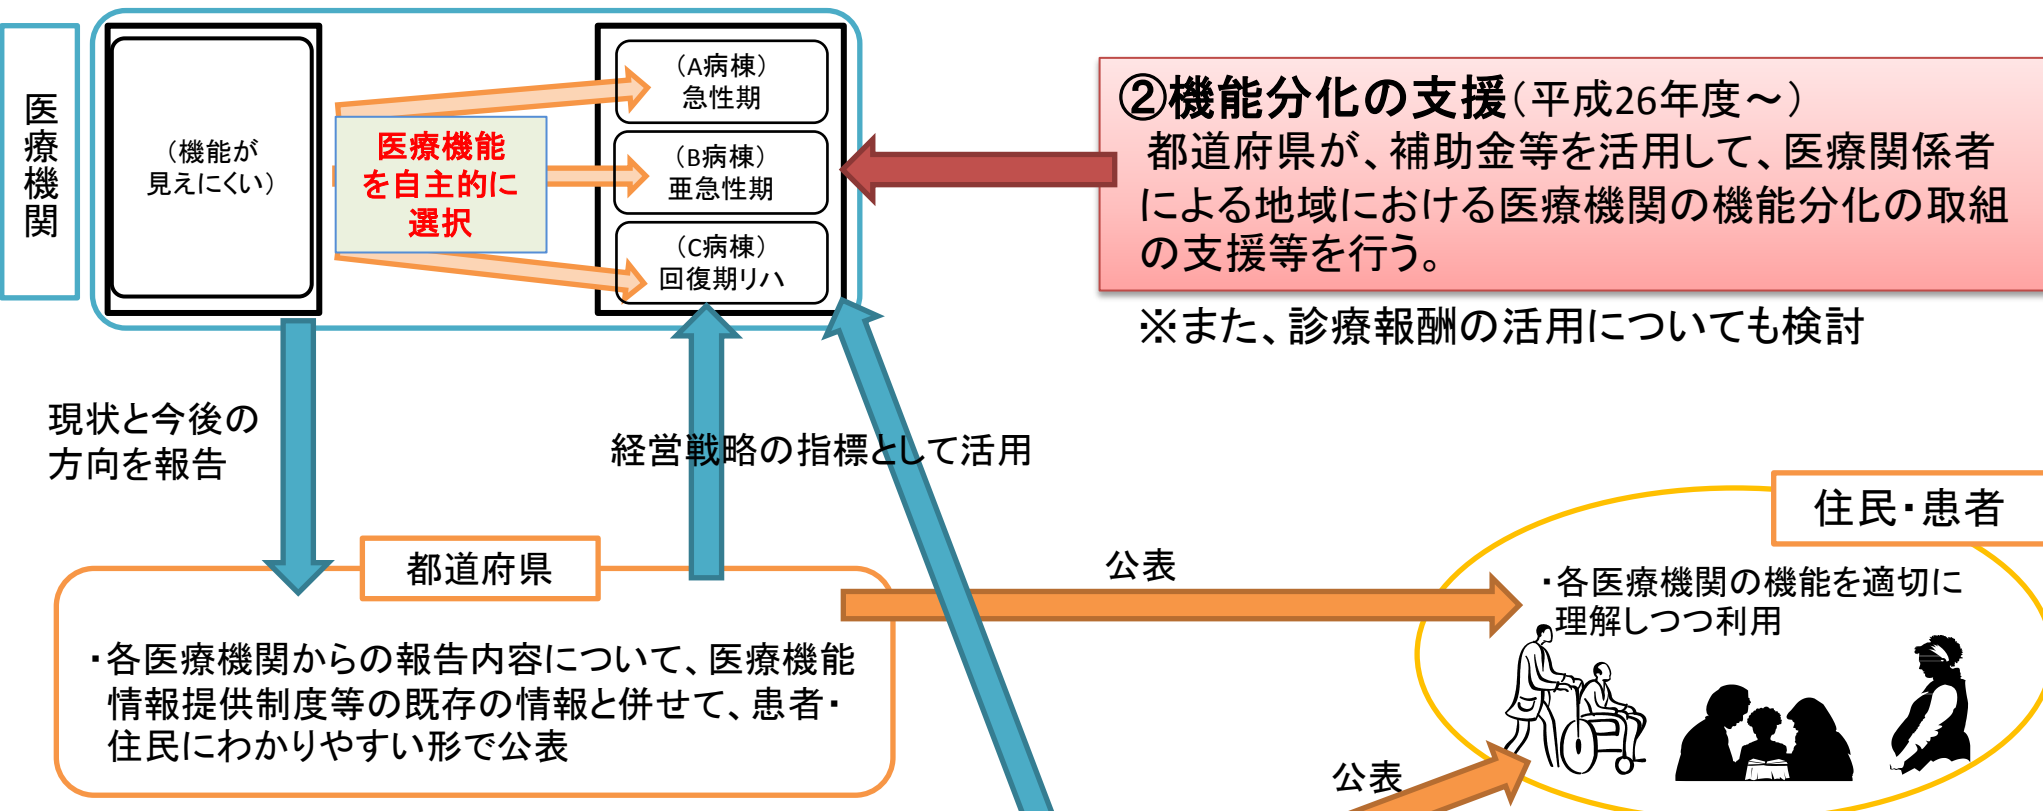 医療機関
（機能が
見えにくい）
医療機能
を自主的に
選択
（A病棟）
急性期
（B病棟）
亜急性期
（C病棟）
回復期リハ
②機能分化の支援（平成26年度～）
都道府県が、補助金等を活用して、医療関係者
による地域における医療機関の機能分化の取組
の支援等を行う。
※また、診療報酬の活用についても検討
現状と今後の
方向を報告
経営戦略の指標として活用
都道府県
・各医療機関からの報告内容について、医療機能
情報提供制度等の既存の情報と併せて、患者・
住民にわかりやすい形で公表
公表
住民・患者
・各医療機関の機能を適切に
理解しつつ利用
公表